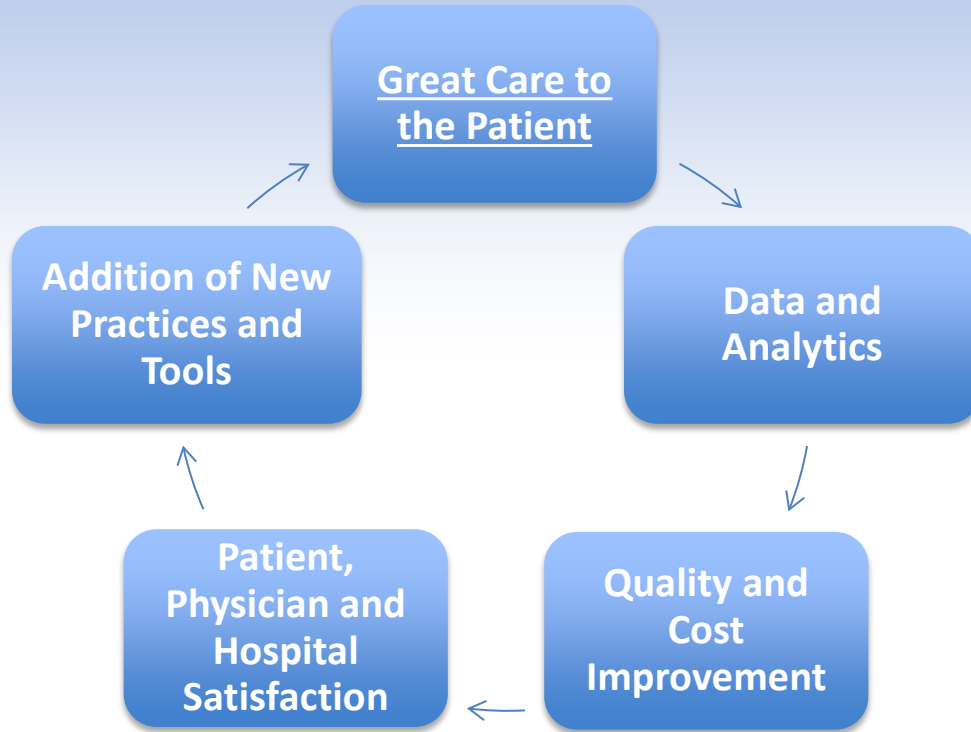 Great Care to
the Patient
Data and
Analytics
Quality and
Cost
Improvement
Patient,
Physician and
Hospital
Satisfaction
Addition of New
Practices and
Tools